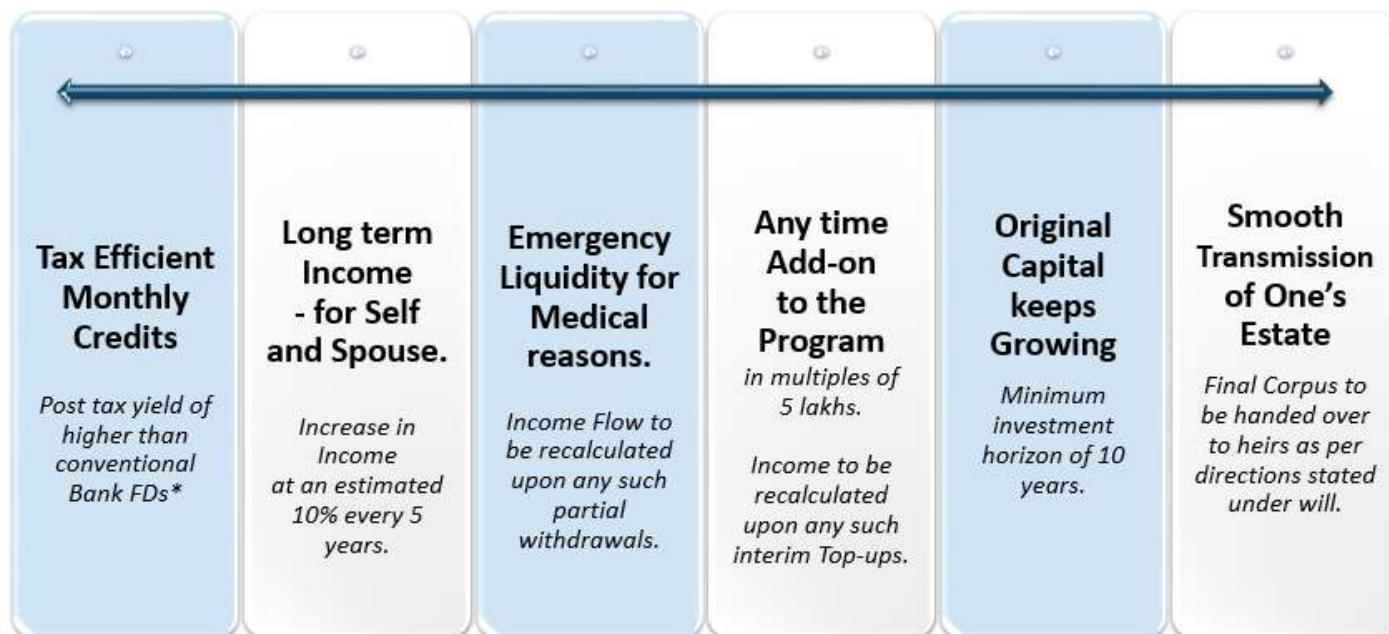 Tax Efficient
Monthly
Credits
Post tax yield of
higher than
conventional
Bank FDs*
Long term
Income
- for Self
and Spouse.
Increase in
Income
at an estimated
10% every 5
years.
Emergency
Liquidity for
Medical
reasons.
Income Flow to
be recalculated
upon any such
partial
withdrawals.
Any time
Add-on
to the
Program
in multiples of
5 lakhs.
Income to be
recalculated
upon any such
interim Top-ups.
Original
Capital
keeps
Growing
Minimum
investment
horizon of 10
years.
Smooth
Transmission
of One’s
Estate
Final Corpus to
be handed over
to heirs as per
directions stated
under will.